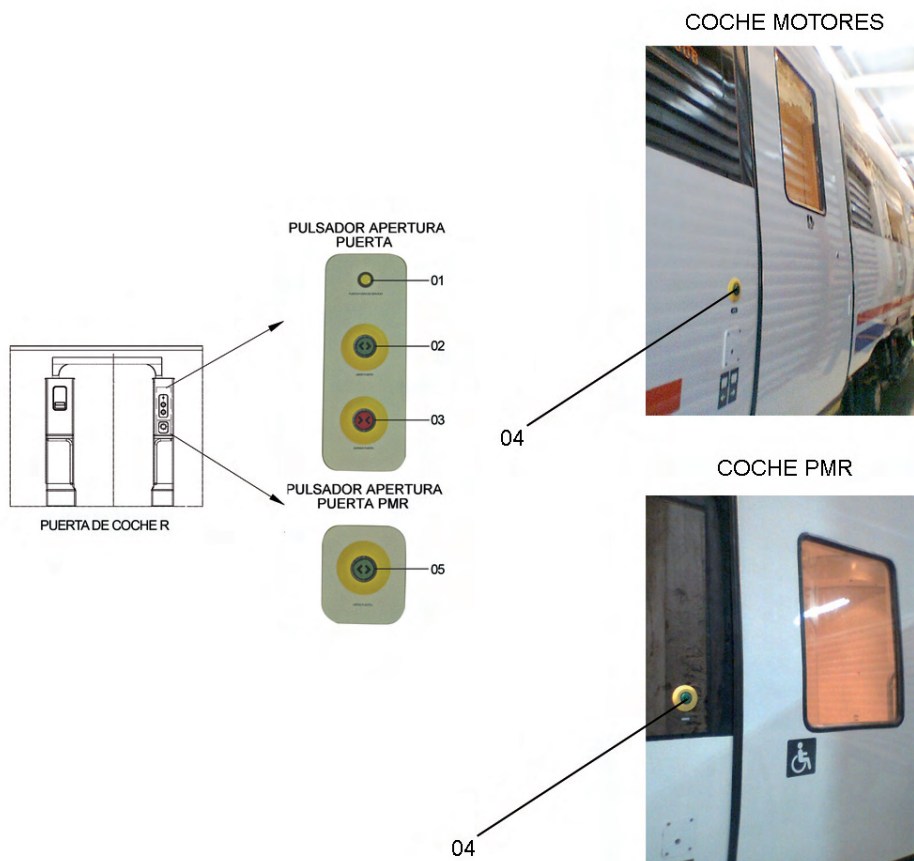 COCHE MOTORES
PULSADOR APERTURA
PUERTA
01
02
03
04
COCHE PMR
PULSADOR APERTURA
PUERTA PMR
PUERTA DE COCHE R
05
04